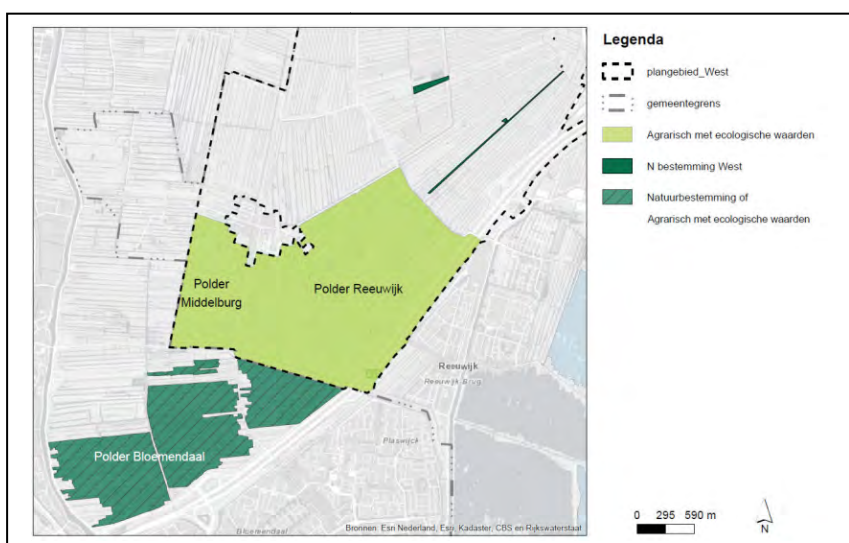 Legenda
plangebied_West
gemeentegrens
Agrarisch met ecologische waarden
N bestemming West
Natuurbestemming of
Agrarisch met ecologische waarden
Polder
Middelburg
Polder Reeuwijk
Reeuwijk
Reeuwijk Brug
Plaswijck
Polder Bloemendaal
Bloemendaal
Bronnen: Esri Nederland, Esri, Kadaster, CBS en Rijkswaterstaat
0 295 590 m
N